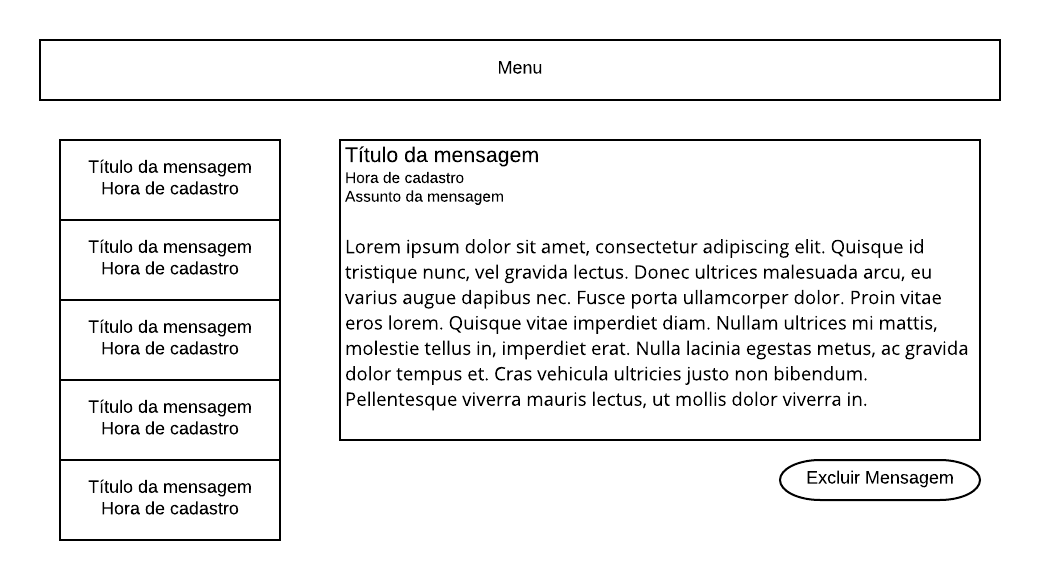 Menu
Título da mensagem
Hora de cadastro
Título da mensagem
Hora de cadastro
Título da mensagem
Hora de cadastro
Título da mensagem
Hora de cadastro
Título da mensagem
Hora de cadastro
Título da mensagem
Hora de cadastro
Assunto da mensagem
Lorem ipsum dolor sit amet, consectetur adipiscing elit. Quisque id
tristique nunc, vel gravida lectus. Donec ultrices malesuada arcu, eu
varius augue dapibus nec. Fusce porta ullamcorper dolor. Proin vitae
eros lorem. Quisque vitae imperdiet diam. Nullam ultrices mi mattis,
molestie tellus in, imperdiet erat. Nulla lacinia egestas metus, ac gravida
dolor tempus et. Cras vehicula ultricies justo non bibendum.
Pellentesque viverra mauris lectus, ut mollis dolor viverra in.
Excluir Mensagem